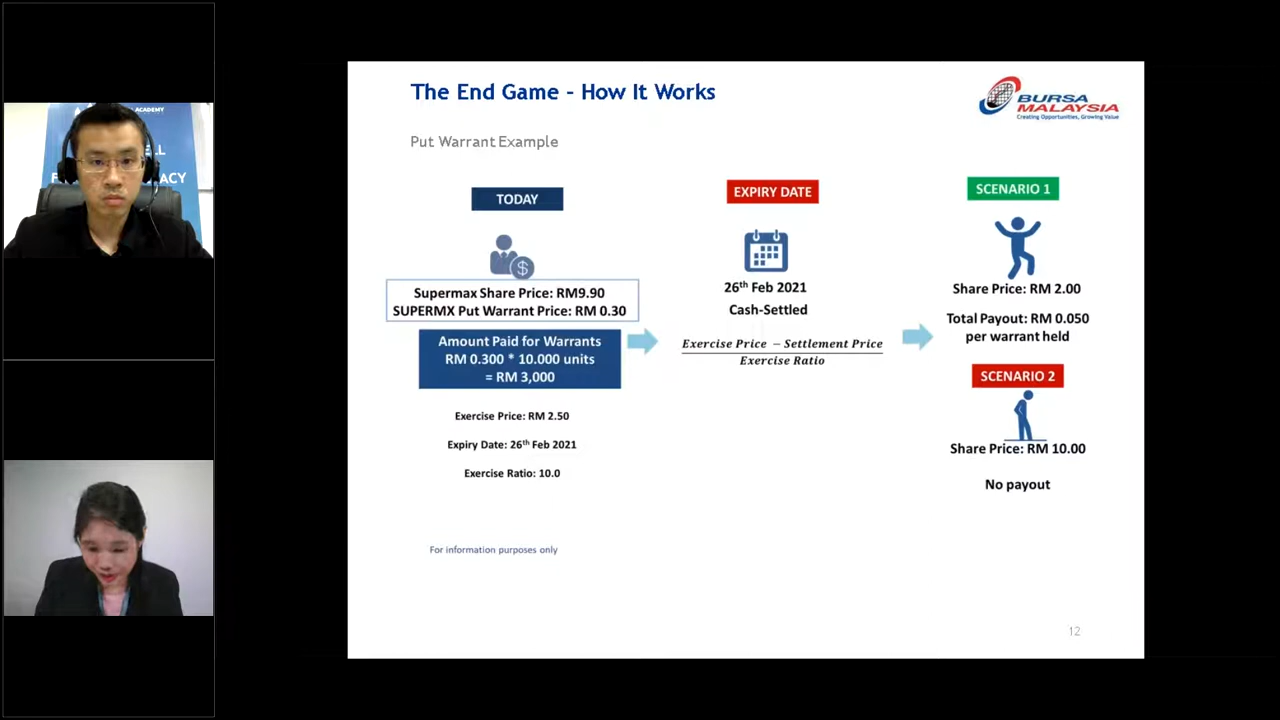 ACADEMY
The End Game - How It Works
BURSA
MALAYSIA
Creating Opportunities, Growing Value
Put Warrant Example
TODAY
Supermax Share Price: RM9.90
SUPERMX Put Warrant Price: RM 0.30
Amount Paid for Warrants
RM 0.300 * 10.000 units
= RM 3,000
Exercise Price: RM 2.50
Expiry Date: 26th Feb 2021
Exercise Ratio: 10.0
EXPIRY DATE
26th Feb 2021
Cash-Settled
Exercise Price − Settlement Price
Exercise Ratio
SCENARIO 1
Share Price: RM 2.00
Total Payout: RM 0.050
per warrant held
SCENARIO 2
Share Price: RM 10.00
No payout
For information purposes only
12